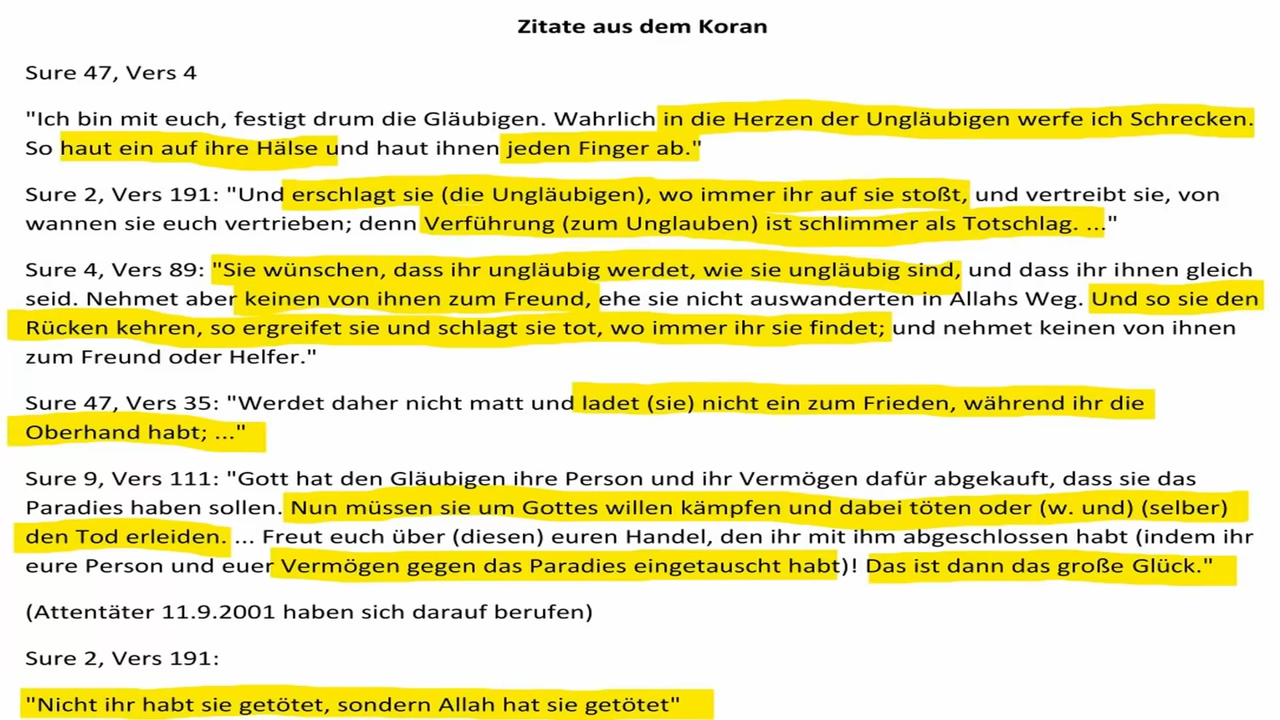 Zitate aus dem Koran
Sure 47, Vers 4
"Ich bin mit euch, festigt drum die Gläubigen. Wahrlich in die Herzen der Ungläubigen werfe ich Schrecken.
So haut ein auf ihre Hälse und haut ihnen jeden Finger ab."
Sure 2, Vers 191: "Und erschlagt sie (die Ungläubigen), wo immer ihr auf sie stoßt, und vertreibt sie, von
wannen sie euch vertrieben; denn Verführung (zum Unglauben) ist schlimmer als Totschlag. ..."
Sure 4, Vers 89: "Sie wünschen, dass ihr ungläubig werdet, wie sie ungläubig sind, und dass ihr ihnen gleich
seid. Nehmet aber keinen von ihnen zum Freund, ehe sie nicht auswanderten in Allahs Weg. Und so sie den
Rücken kehren, so ergreifet sie und schlagt sie tot, wo immer ihr sie findet; und nehmet keinen von ihnen
zum Freund oder Helfer."
Sure 47, Vers 35: "Werdet daher nicht matt und ladet (sie) nicht ein zum Frieden, während ihr die
Oberhand habt; ..."
Sure 9, Vers 111: "Gott hat den Gläubigen ihre Person und ihr Vermögen dafür abgekauft, dass sie das
Paradies haben sollen. Nun müssen sie um Gottes willen kämpfen und dabei töten oder (w. und) (selber)
den Tod erleiden. ... Freut euch über (diesen) euren Handel, den ihr mit ihm abgeschlossen habt (indem ihr
eure Person und euer Vermögen gegen das Paradies eingetauscht habt)! Das ist dann das große Glück."
(Attentäter 11.9.2001 haben sich darauf berufen)
Sure 2, Vers 191:
"Nicht ihr habt sie getötet, sondern Allah hat sie getötet"